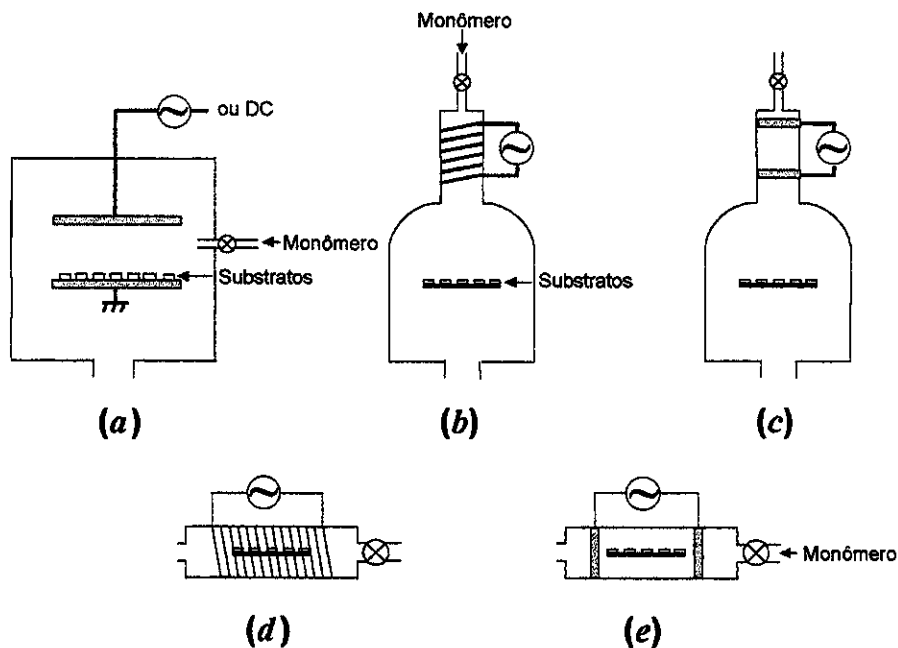 Monômero
ou DC
Monômero
Substratos
Substratos
(a)
(b)
(c)
Monômero
(d)
(e)